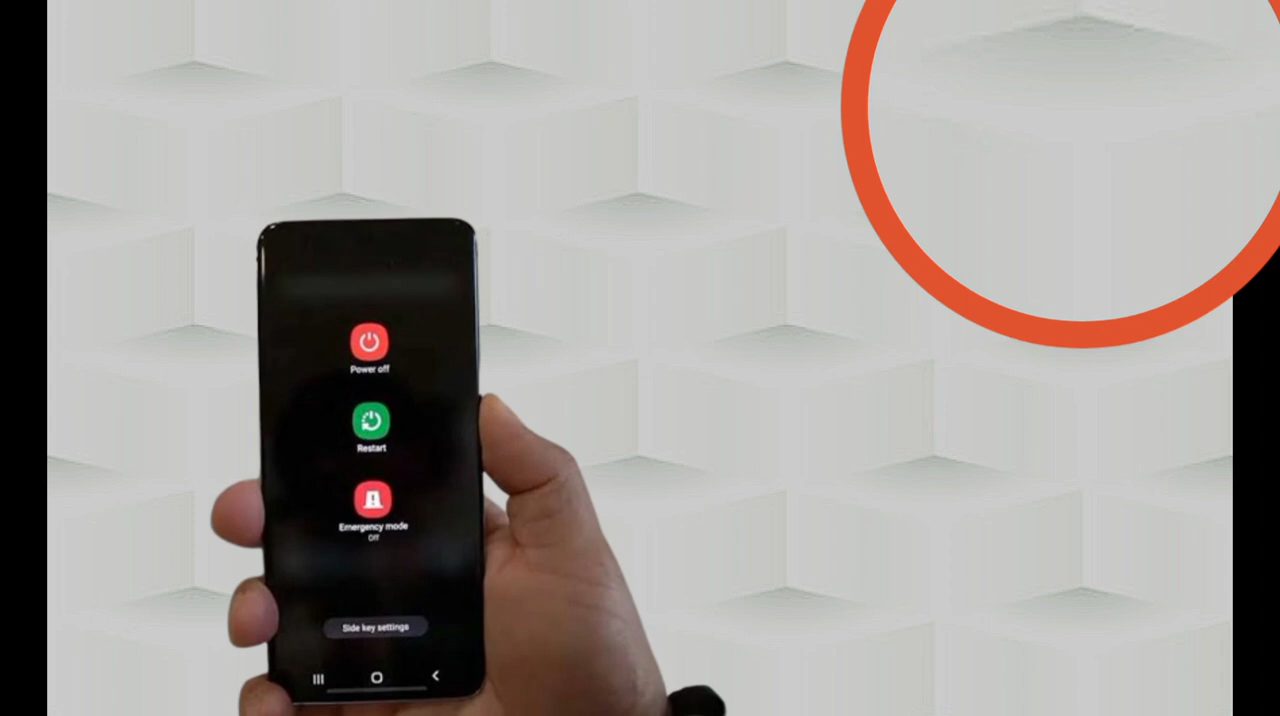 Power off
Restart
Emergency mode
Off
Side key settings